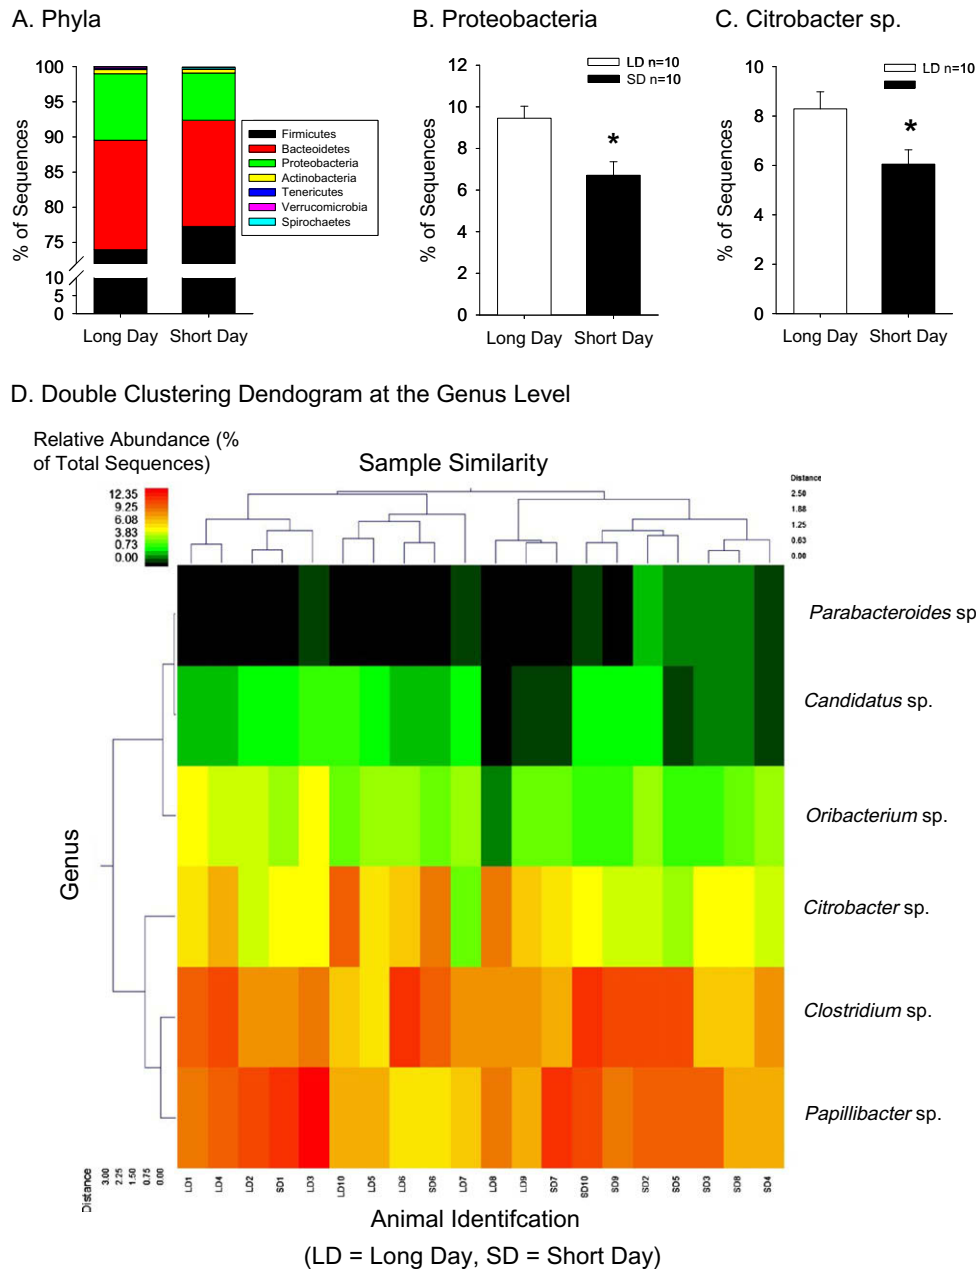 A. Phyla
B. Proteobacteria
C. Citrobacter sp.
% of Sequences
100
95
90
85
80
75
10
5
0
Long Day Short Day
Firmicutes
Bacteoidetes
Proteobacteria
Actinobacteria
Tenericutes
Verrucomicrobia
Spirochaetes
% of Sequences
12
10
8
6
4
2
0
LD n=10
SD n=10
*
Long Day Short Day
% of Sequences
10
8
6
4
2
0
LD n=10
*
Long Day Short Day
D. Double Clustering Dendogram at the Genus Level
Relative Abundance (%
of Total Sequences)
12.35
9.25
6.08
3.83
0.73
0.00
Sample Similarity
Distance
2.50
1.88
1.25
0.63
0.00
Genus
Parabacteroides sp
Candidatus sp.
Oribacterium sp.
Citrobacter sp.
Clostridium sp.
Papillibacter sp.
Distance
3.00
2.25
1.50
0.75
0.00
LD1 LD4 LD2 SD1 LD3 LD10 LD5 LD6 SD6 LD7 LD8 LD9 SD7 SD10 SD9 SD2 SD5 SD3 SD8 SD4
Animal Identifcation
(LD = Long Day, SD = Short Day)